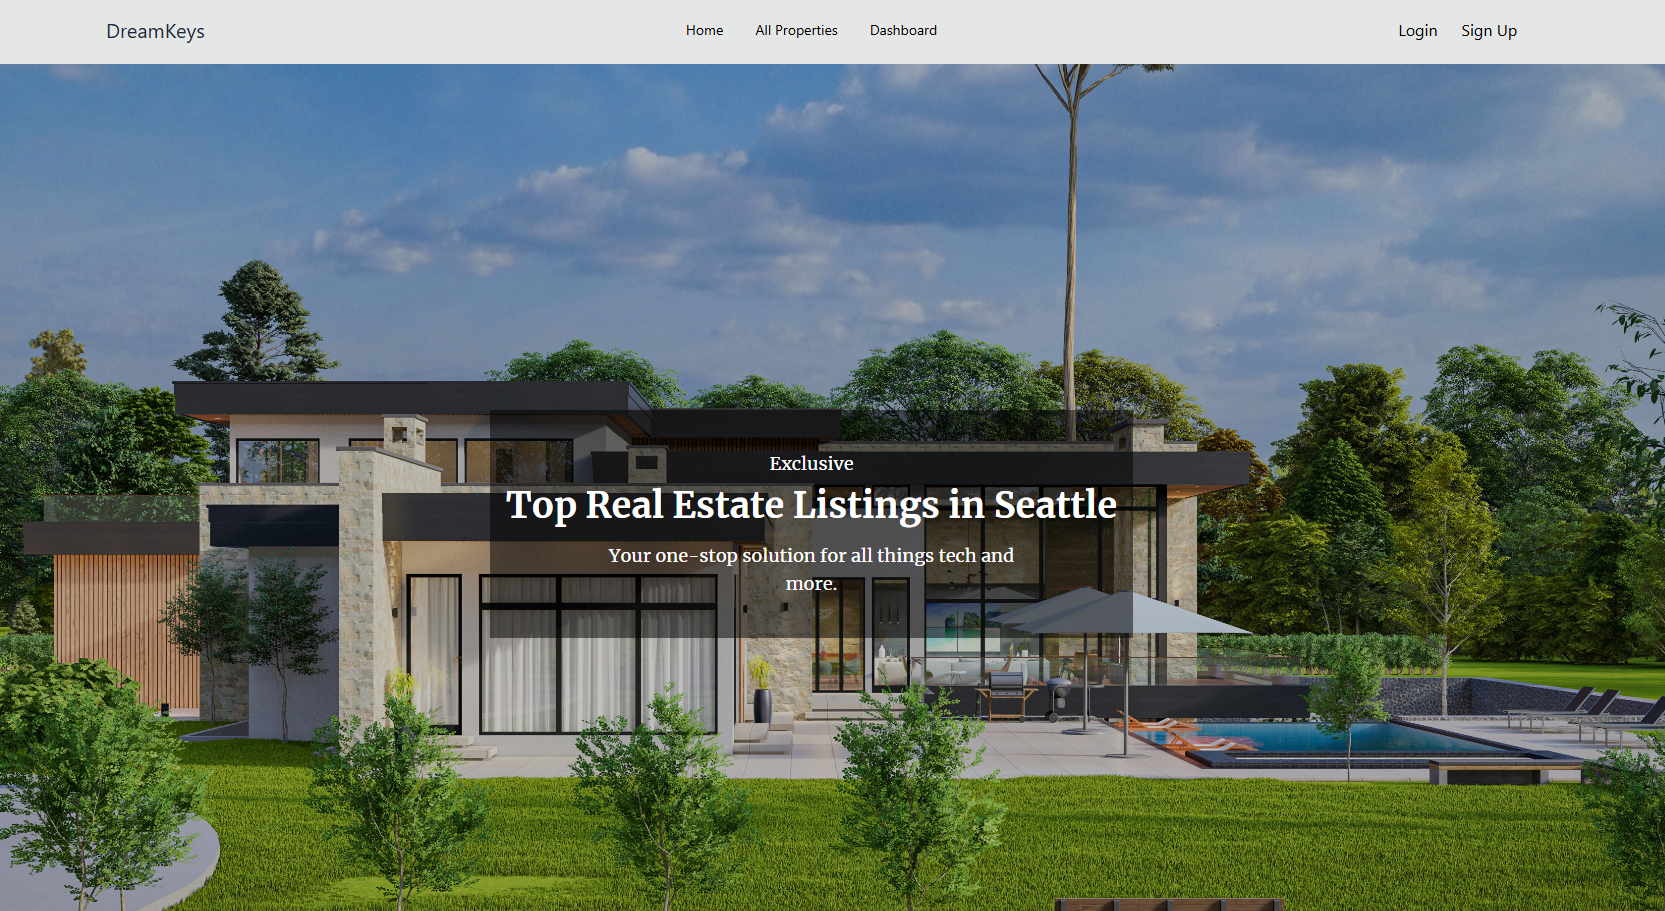 DreamKeys
Home All Properties Dashboard
Login Sign Up
Exclusive
Top Real Estate Listings in Seattle
Your one-stop solution for all things tech and
more.